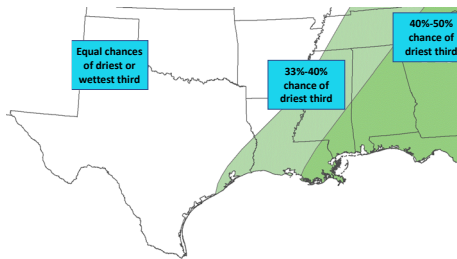 40%-50%
chance of
driest third
Equal chances
of driest or
wettest third
33%-40%
chance of
driest third